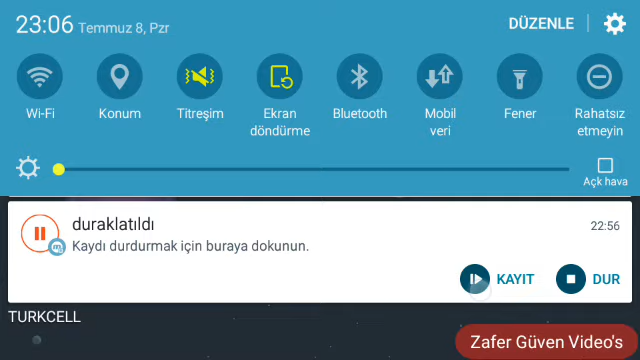 23:06 Temmuz 8, Pzr
DÜZENLE
Wi-Fi
Konum
Titreşim
Ekran
döndürme
Bluetooth
Mobil
veri
Fener
Rahatsız
etmeyin
Açk hava
duraklatıldı
22:56
Kaydı durdurmak için buraya dokunun.
KAYIT
DUR
TURKCELL
Zafer Güven Video's